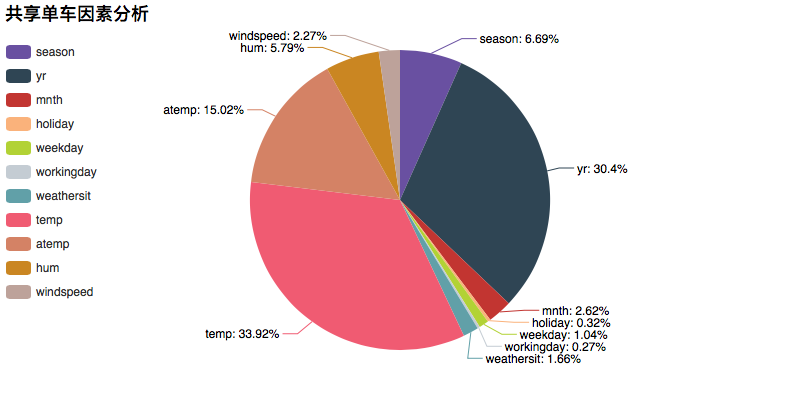 共享单车因素分析
season
yr
mnth
holiday
weekday
workingday
weathersit
temp
atemp
hum
windspeed
windspeed: 2.27%
hum: 5.79%
season: 6.69%
atemp: 15.02%
yr: 30.4%
mnth: 2.62%
holiday: 0.32%
weekday: 1.04%
temp: 33.92%
workingday: 0.27%
weathersit: 1.66%